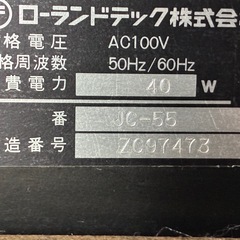 ローランドテック株式会
格電圧 AC100V
格周波数 50Hz/60Hz
費電力 40 W
番 JC-55
造番号 ZC97473